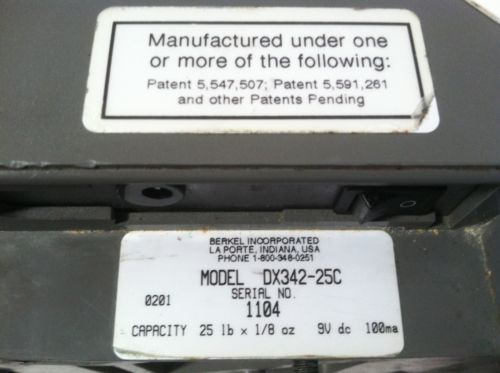 Manufactured under one
or more of the following:
Patent 5,547,507; Patent 5,591,261
and other Patents Pending
BERKEL INCORPORATED
LA PORTE, INDIANA, USA
PHONE 1-800-348-0251
MODEL DX342-25C
SERIAL NO.
0201 1104
CAPACITY 25 lb x 1/8 oz 9V dc 100ma